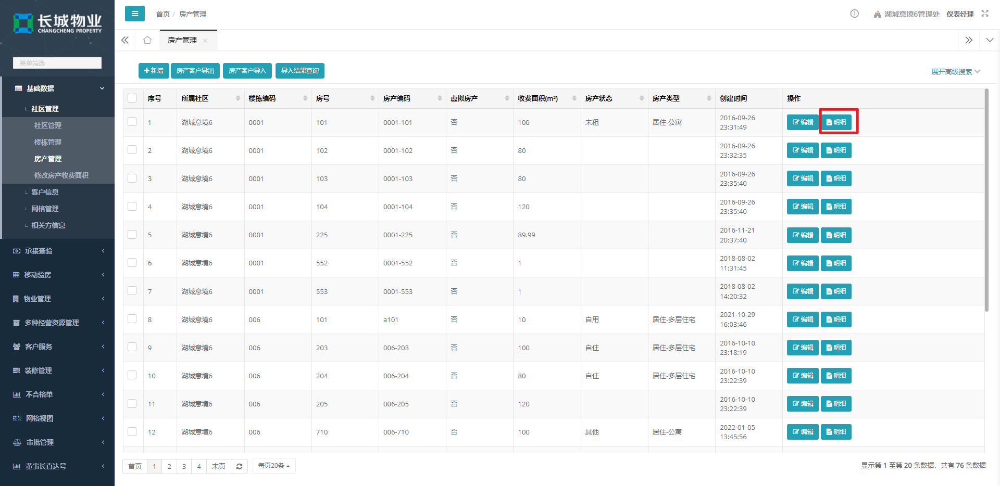 长城物业
CHANGCHENG PROPERTY
首页 / 房产管理
湖城意境6管理处 仪表经理
房产管理 ×
菜单筛选
新增 房产客户导出 房产客户导入 导入结果查询
展开高级搜索
基础数据
社区管理
社区管理
楼栋管理
房产管理
修改房产收费面积
客户信息
网格管理
相关方信息
承接查验
移动验房
物业管理
多种经营资源管理
客户服务
装修管理
不合格单
网格视图
审批管理
董事长直达号
序号 所属社区 楼栋编码 房号 房产编码 虚拟房产 收费面积(m²) 房产状态 房产类型 创建时间 操作
1 湖城意境6 0001 101 0001-101 否 100 未租 居住-公寓 2016-09-26 23:31:49 编辑 明细
2 湖城意境6 0001 102 0001-102 否 80 2016-09-26 23:32:35 编辑 明细
3 湖城意境6 0001 103 0001-103 否 80 2016-09-26 23:35:40 编辑 明细
4 湖城意境6 0001 104 0001-104 否 120 2016-09-26 23:35:40 编辑 明细
5 湖城意境6 0001 225 0001-225 否 89.99 2016-11-21 20:37:40 编辑 明细
6 湖城意境6 0001 552 0001-552 否 1 2018-08-02 11:31:45 编辑 明细
7 湖城意境6 0001 553 0001-553 否 1 2018-08-02 14:20:32 编辑 明细
8 湖城意境6 006 101 a101 否 10 自用 居住-多层住宅 2021-10-29 16:03:46 编辑 明细
9 湖城意境6 006 203 006-203 否 100 自住 居住-多层住宅 2016-10-10 23:18:19 编辑 明细
10 湖城意境6 006 204 006-204 否 80 自住 居住-多层住宅 2016-10-10 23:22:39 编辑 明细
11 湖城意境6 006 205 006-205 否 120 2016-10-10 23:22:39 编辑 明细
12 湖城意境6 006 710 006-710 否 100 其他 居住-公寓 2022-01-05 13:45:56 编辑 明细
首页 1 2 3 4 末页 每页20条
显示第 1 至第 20 条数据，共有 76 条数据